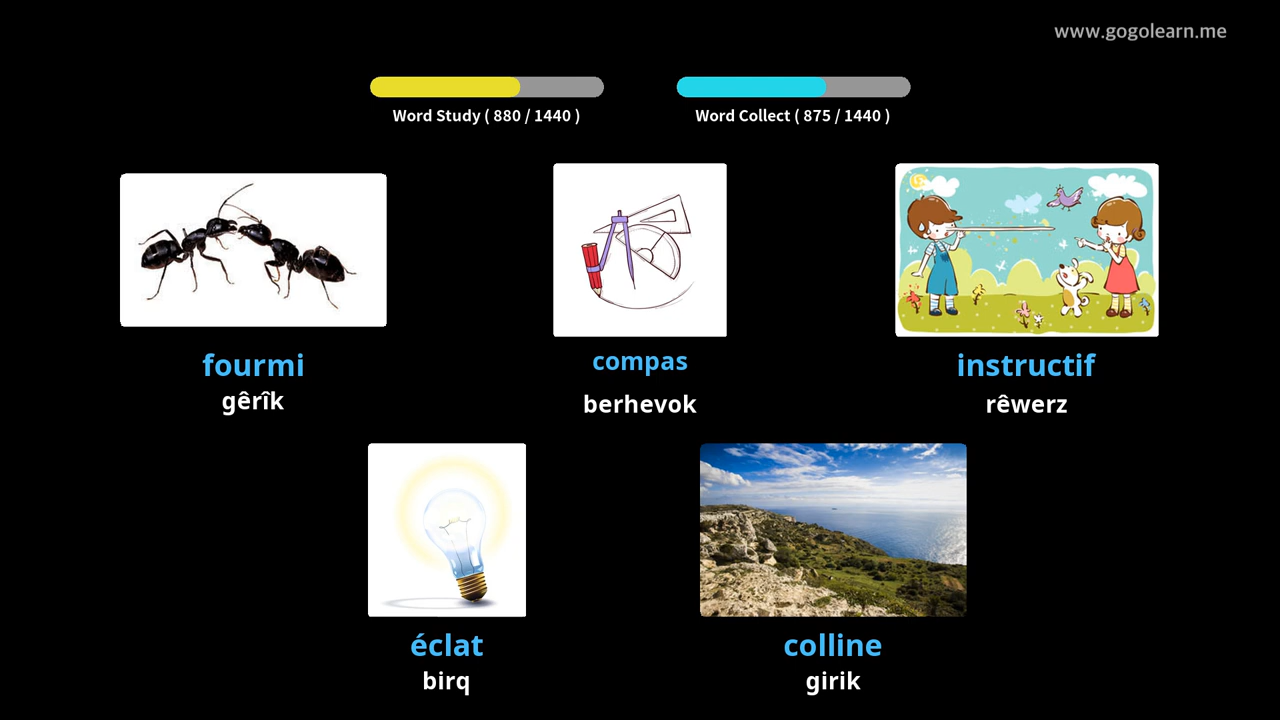 www.gogolearn.me
Word Study ( 880 / 1440 )
Word Collect ( 875 / 1440 )
fourmi
gêrîk
compas
berhevok
instructif
rêwerz
éclat
birq
colline
girik